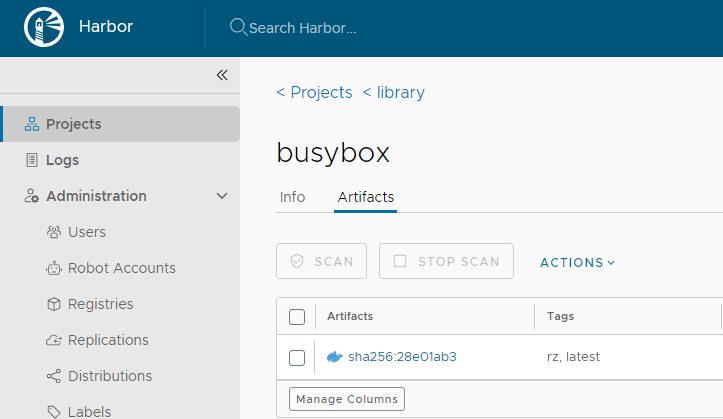 Harbor
Search Harbor...
Projects
Logs
Administration
Users
Robot Accounts
Registries
Replications
Distributions
Labels
< Projects < library
busybox
Info Artifacts
SCAN STOP SCAN ACTIONS
Artifacts Tags
sha256:28e01ab3 rz, latest
Manage Columns